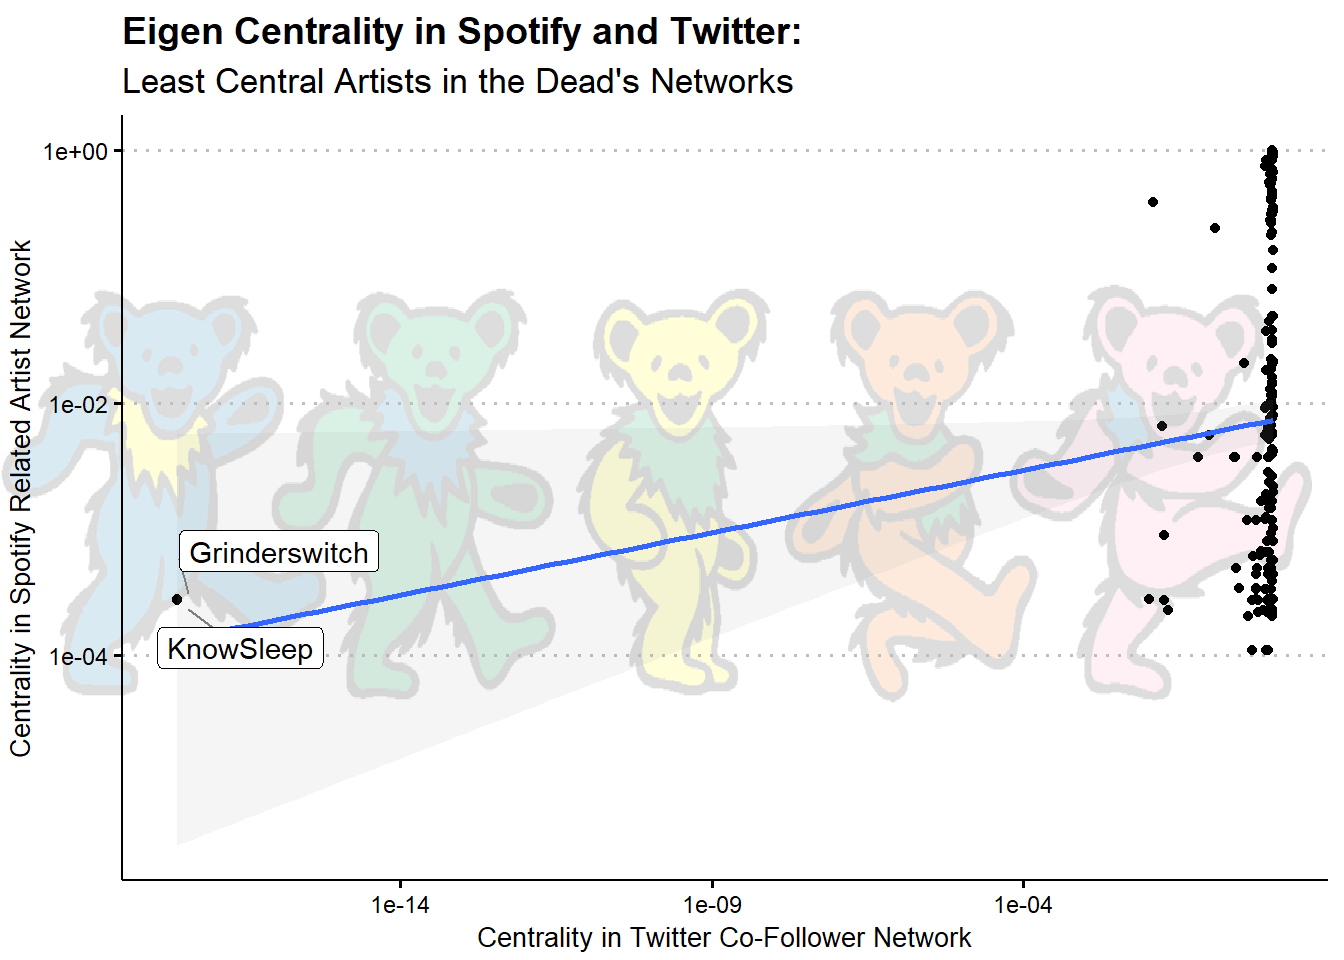 Eigen Centrality in Spotify and Twitter:
Least Central Artists in the Dead's Networks
Centrality in Spotify Related Artist Network
1e+00
1e-02
1e-04
Grinderswitch
KnowSleep
1e-14
1e-09
1e-04
Centrality in Twitter Co-Follower Network